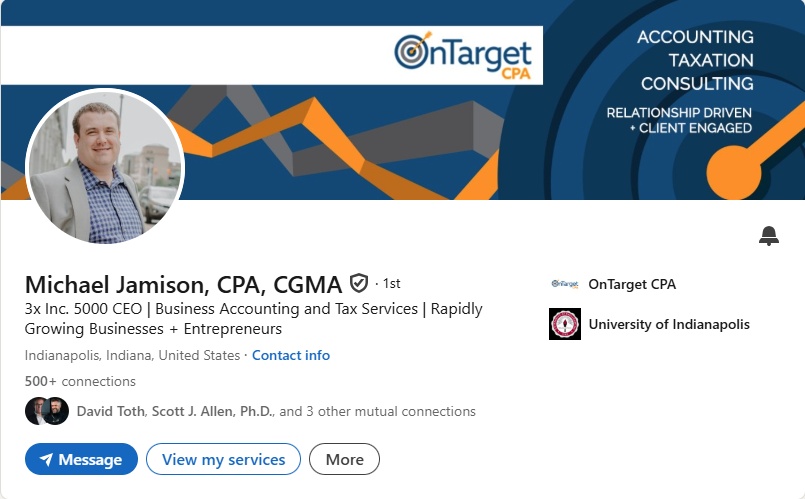 OnTarget
CPA
ACCOUNTING
TAXATION
CONSULTING
RELATIONSHIP DRIVEN
+ CLIENT ENGAGED
Michael Jamison, CPA, CGMA · 1st
3x Inc. 5000 CEO | Business Accounting and Tax Services | Rapidly
Growing Businesses + Entrepreneurs
Indianapolis, Indiana, United States · Contact info
500+ connections
David Toth, Scott J. Allen, Ph.D., and 3 other mutual connections
Message
View my services
More
OnTarget
OnTarget CPA
University of Indianapolis